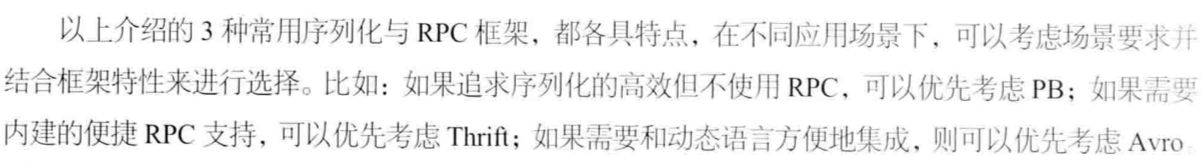 以上介绍的 3 种常用序列化与 RPC 框架，都各具特点，在不同应用场景下，可以考虑场景要求并
结合框架特性来进行选择。比如：如果追求序列化的高效但不使用 RPC，可以优先考虑 PB；如果需要
内建的便捷 RPC 支持，可以优先考虑 Thrift；如果需要和动态语言方便地集成，则可以优先考虑 Avro。